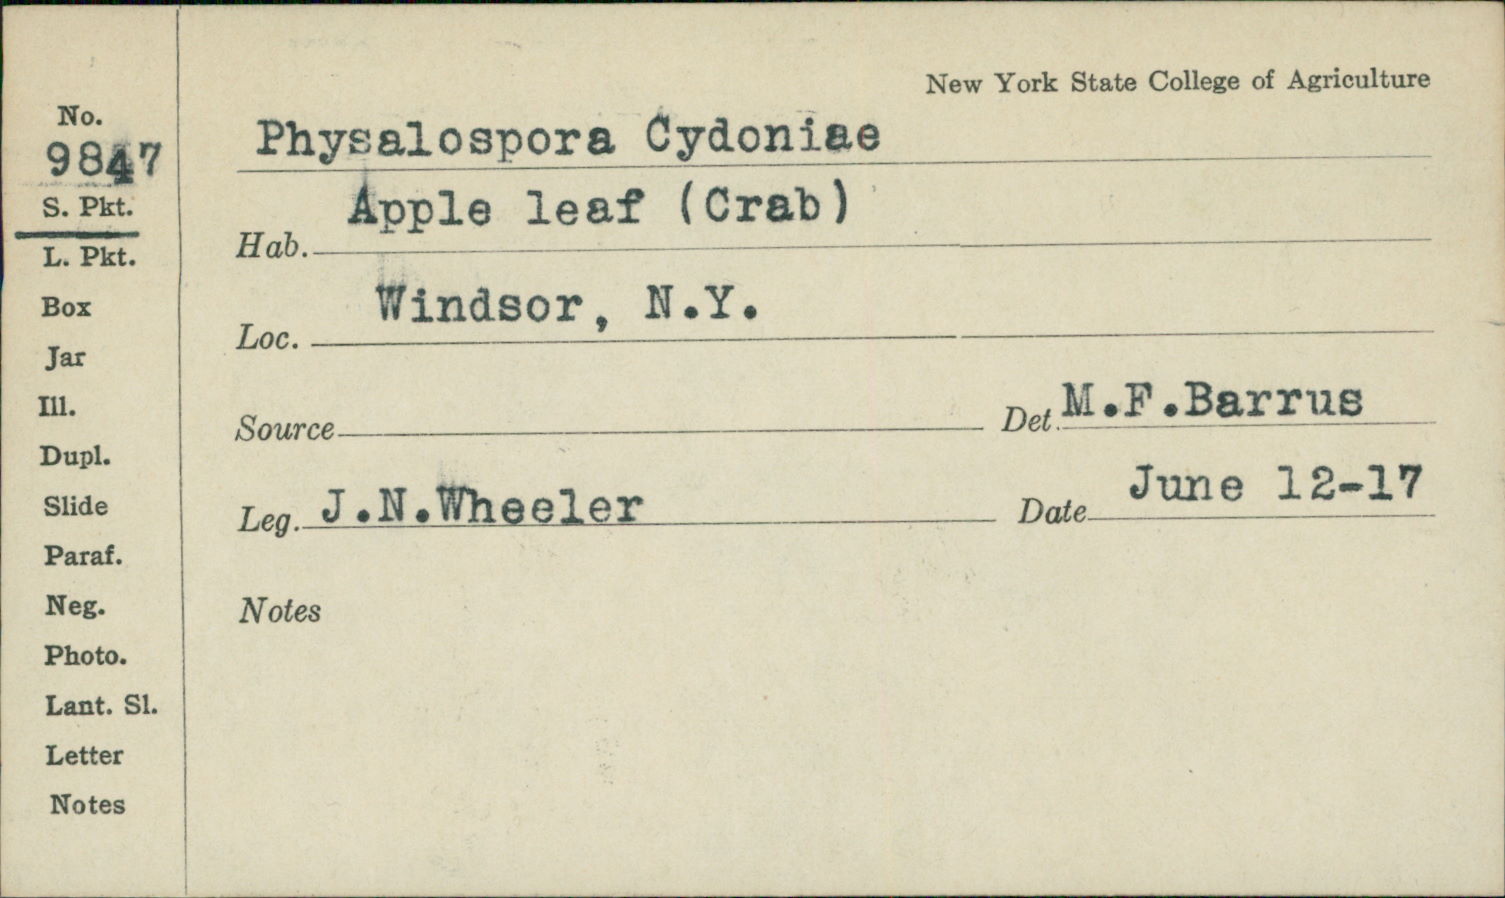 New York State College of Agriculture
No.
9847
S. Pkt.
L. Pkt.
Box
Jar
Ill.
Dupl.
Slide
Paraf.
Neg.
Photo.
Lant. Sl.
Letter
Notes
Physalospora Cydoniae
Hab. Apple leaf (Crab)
Loc. Windsor, N.Y.
Source
Det. M.F.Barrus
Leg. J.N.Wheeler
Date June 12-17
Notes